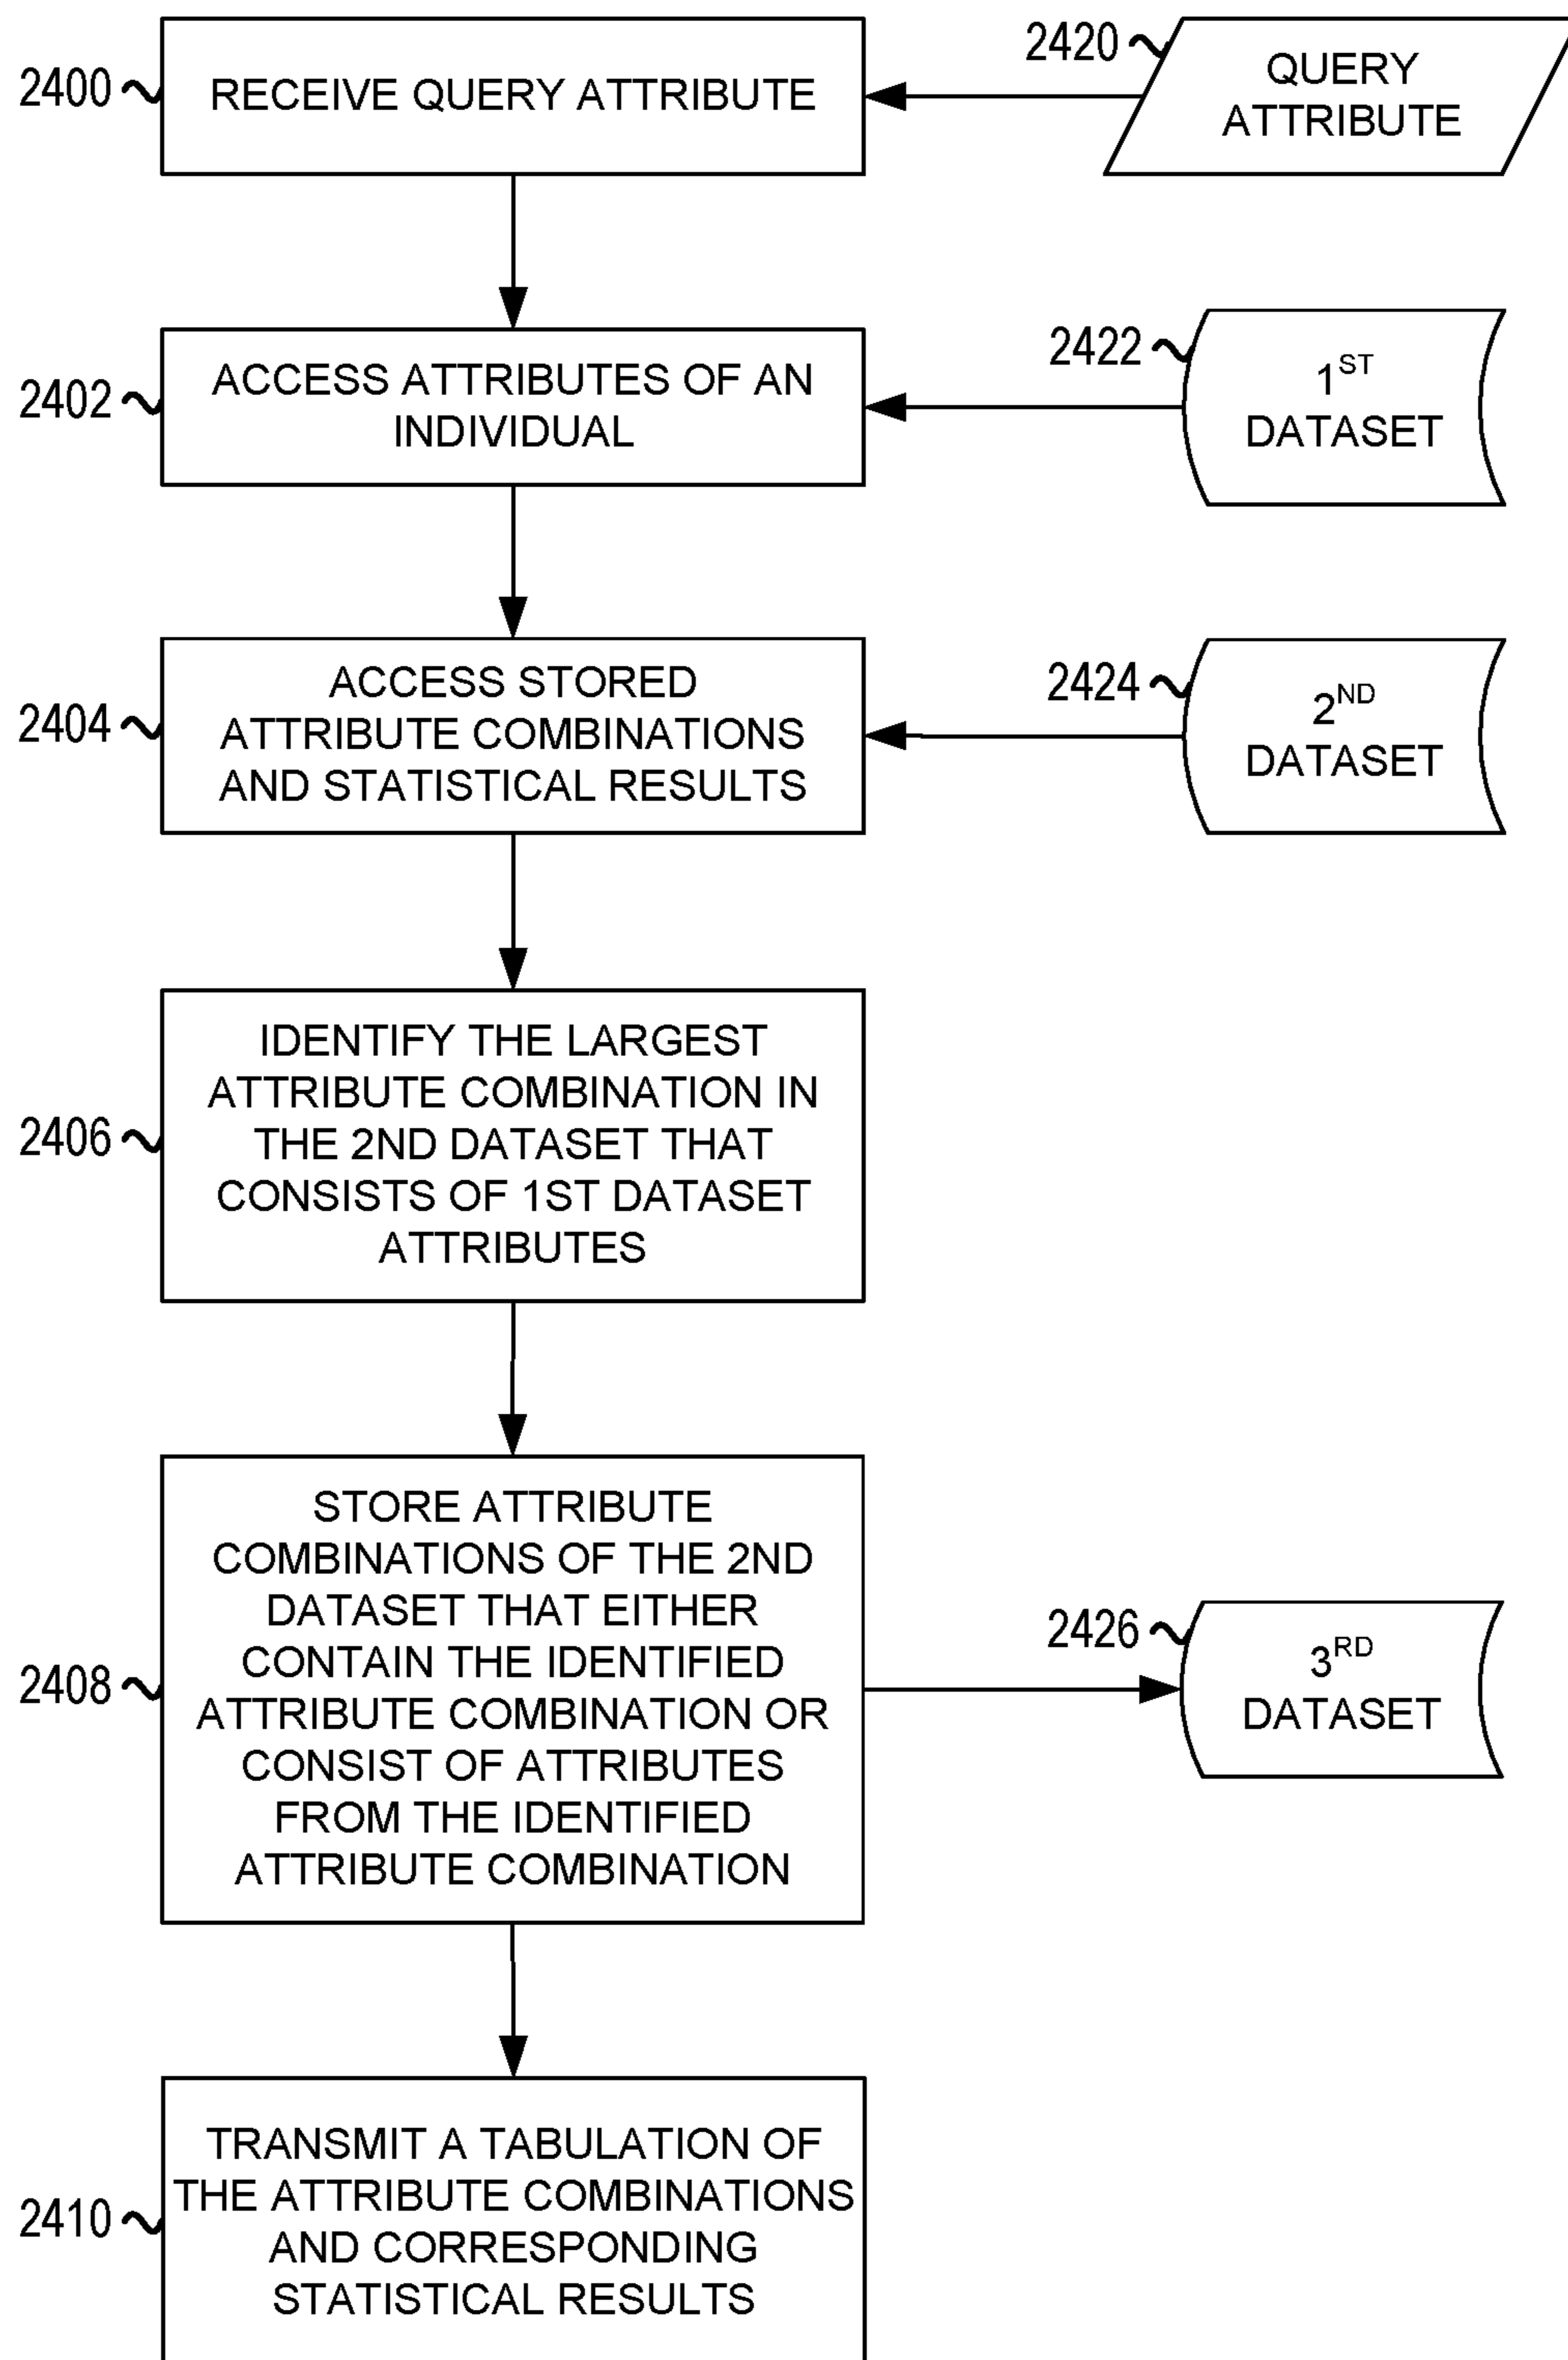 2400
RECEIVE QUERY ATTRIBUTE
2420
QUERY
ATTRIBUTE
2402
ACCESS ATTRIBUTES OF AN
INDIVIDUAL
2422
1ST
DATASET
2404
ACCESS STORED
ATTRIBUTE COMBINATIONS
AND STATISTICAL RESULTS
2424
2ND
DATASET
2406
IDENTIFY THE LARGEST
ATTRIBUTE COMBINATION IN
THE 2ND DATASET THAT
CONSISTS OF 1ST DATASET
ATTRIBUTES
2408
STORE ATTRIBUTE
COMBINATIONS OF THE 2ND
DATASET THAT EITHER
CONTAIN THE IDENTIFIED
ATTRIBUTE COMBINATION OR
CONSIST OF ATTRIBUTES
FROM THE IDENTIFIED
ATTRIBUTE COMBINATION
2426
3RD
DATASET
2410
TRANSMIT A TABULATION OF
THE ATTRIBUTE COMBINATIONS
AND CORRESPONDING
STATISTICAL RESULTS